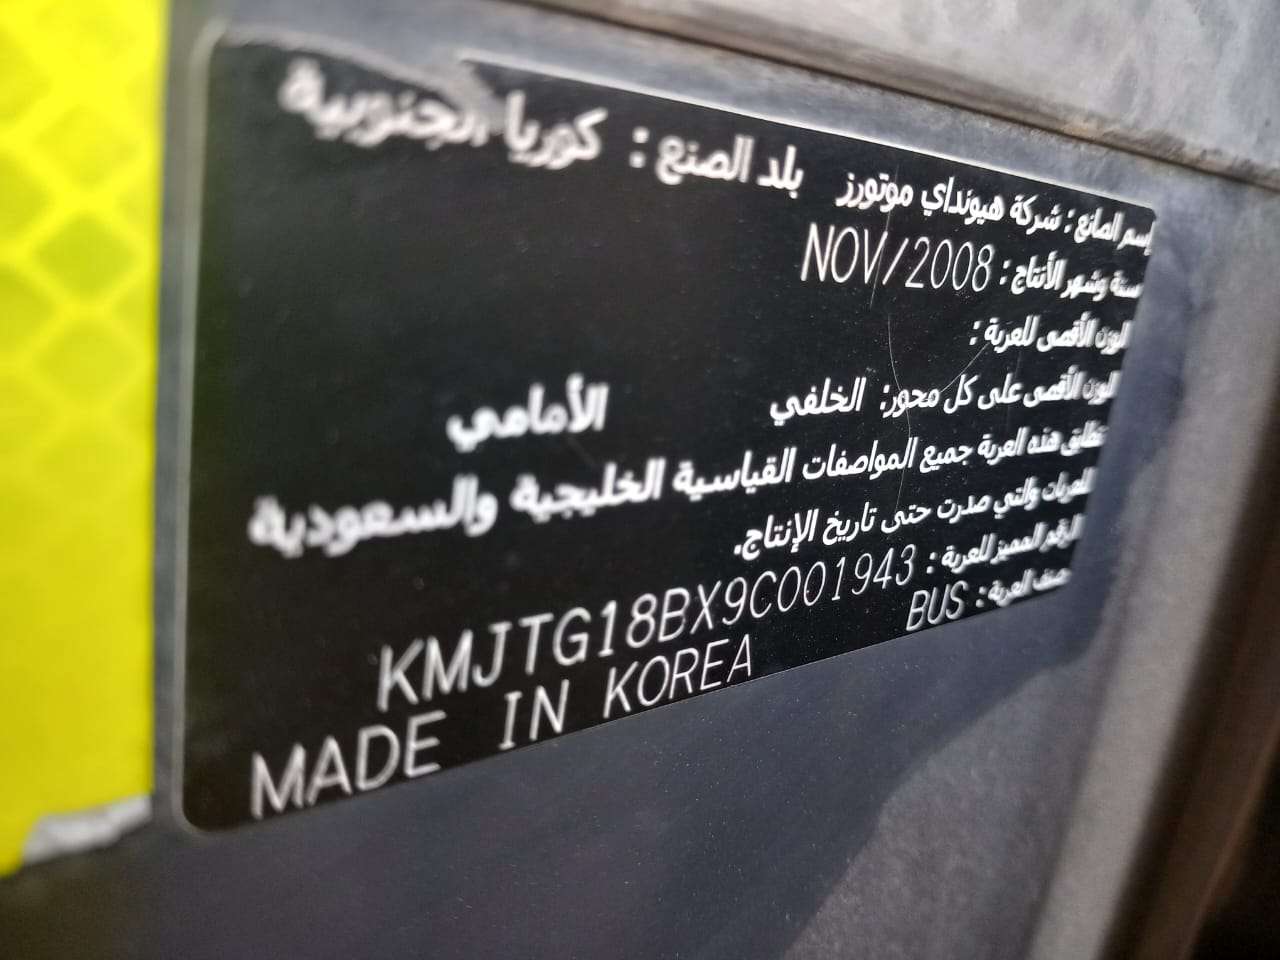 إسم الصانع : شركة هيونداي موتورز بلد الصنع : كوريا الجنوبية
سنة وشهر الأنتاج : NOV/2008
الوزن الأقصى للعربة :
الوزن الأقصى على كل محور: الخلفي الأمامي
تطابق هذه العربة جميع المواصفات القياسية الخليجية والسعودية
للعربات والتي صدرت حتى تاريخ الإنتاج.
الرقم المميز للعربة : KMJTG18BX9C001943
صنف العربة : BUS
MADE IN KOREA